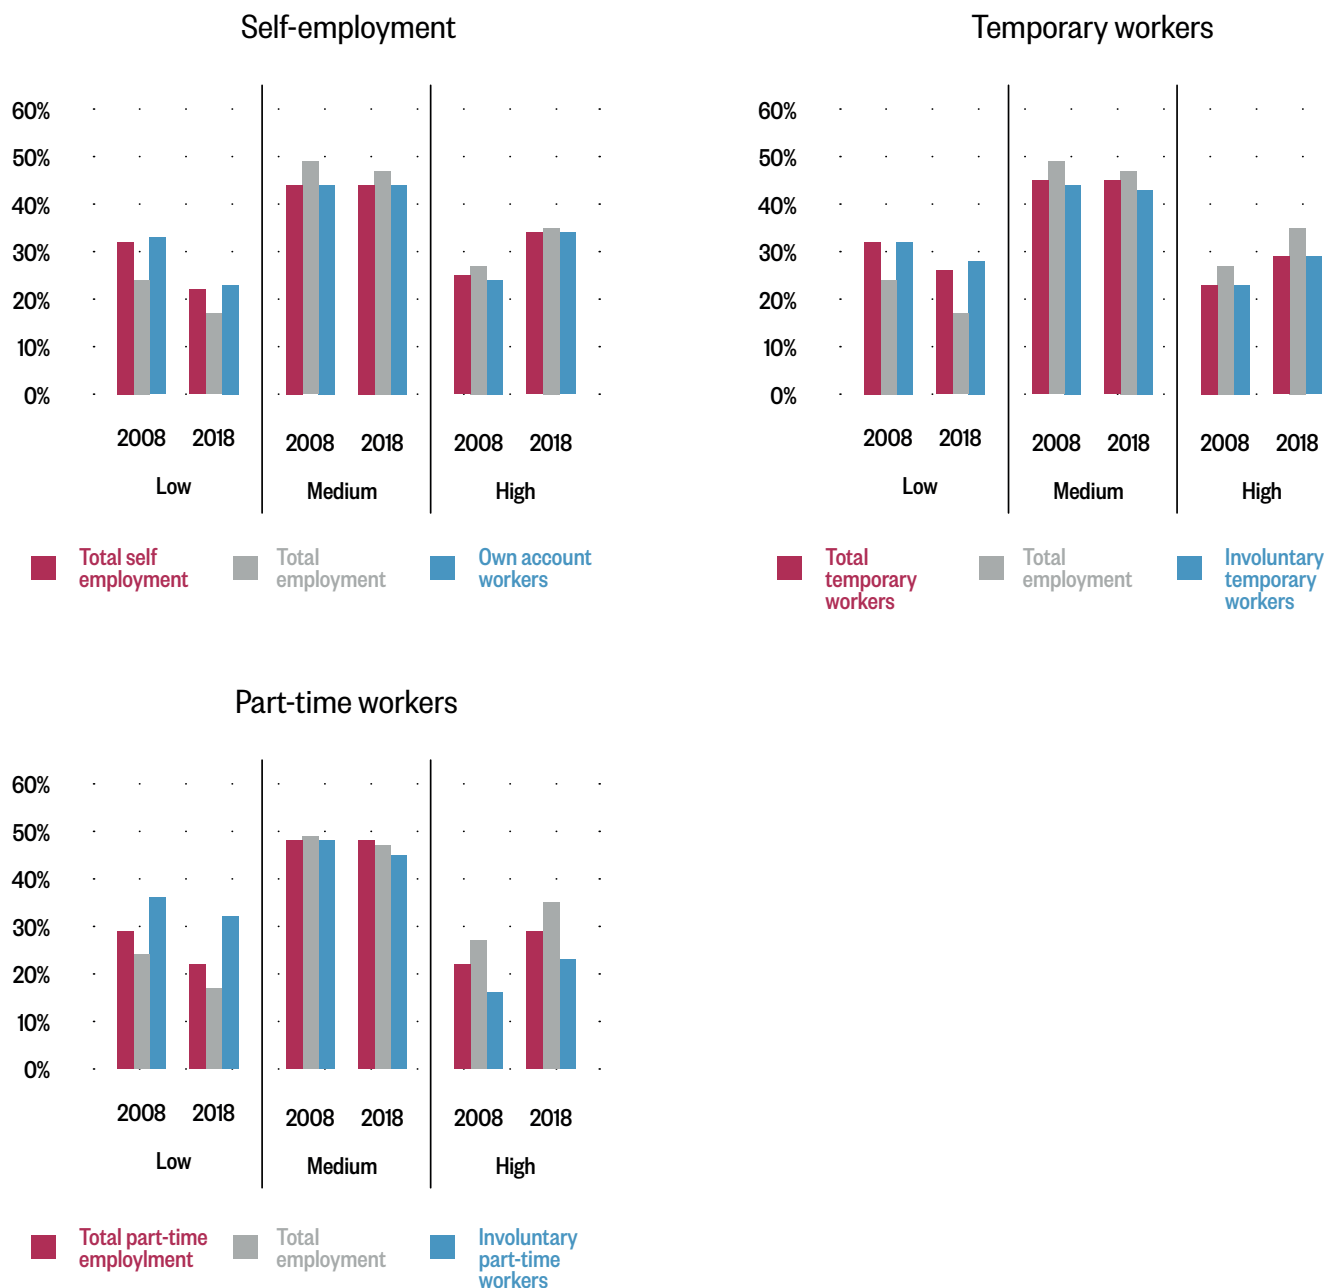 Self-employment
60%
50%
40%
30%
20%
10%
0%
2008 2018 2008 2018 2008 2018
Low Medium High
Total self
employment
Total
employment
Own account
workers
Temporary workers
60%
50%
40%
30%
20%
10%
0%
2008 2018 2008 2018 2008 2018
Low Medium High
Total
temporary
workers
Total
employment
Involuntary
temporary
workers
Part-time workers
60%
50%
40%
30%
20%
10%
0%
2008 2018 2008 2018 2008 2018
Low Medium High
Total part-time
employlment
Total
employment
Involuntary
part-time
workers